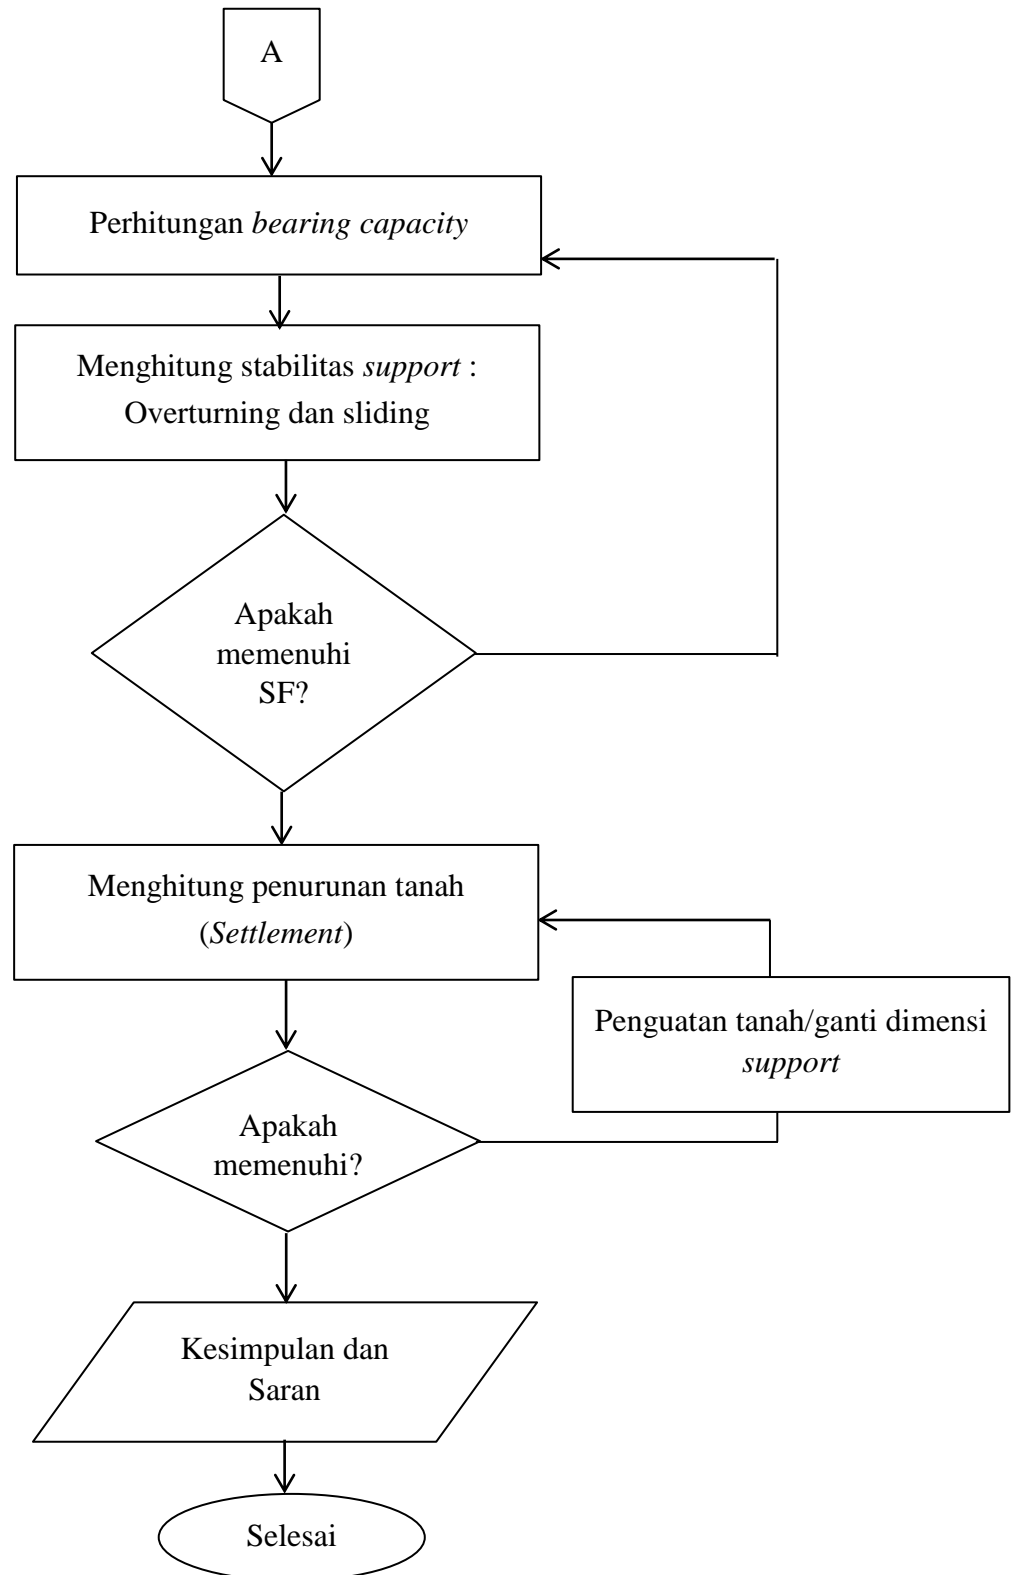 A
Perhitungan bearing capacity
Menghitung stabilitas support :
Overturning dan sliding
Apakah
memenuhi
SF?
Menghitung penurunan tanah
(Settlement)
Penguatan tanah/ganti dimensi
support
Apakah
memenuhi?
Kesimpulan dan
Saran
Selesai